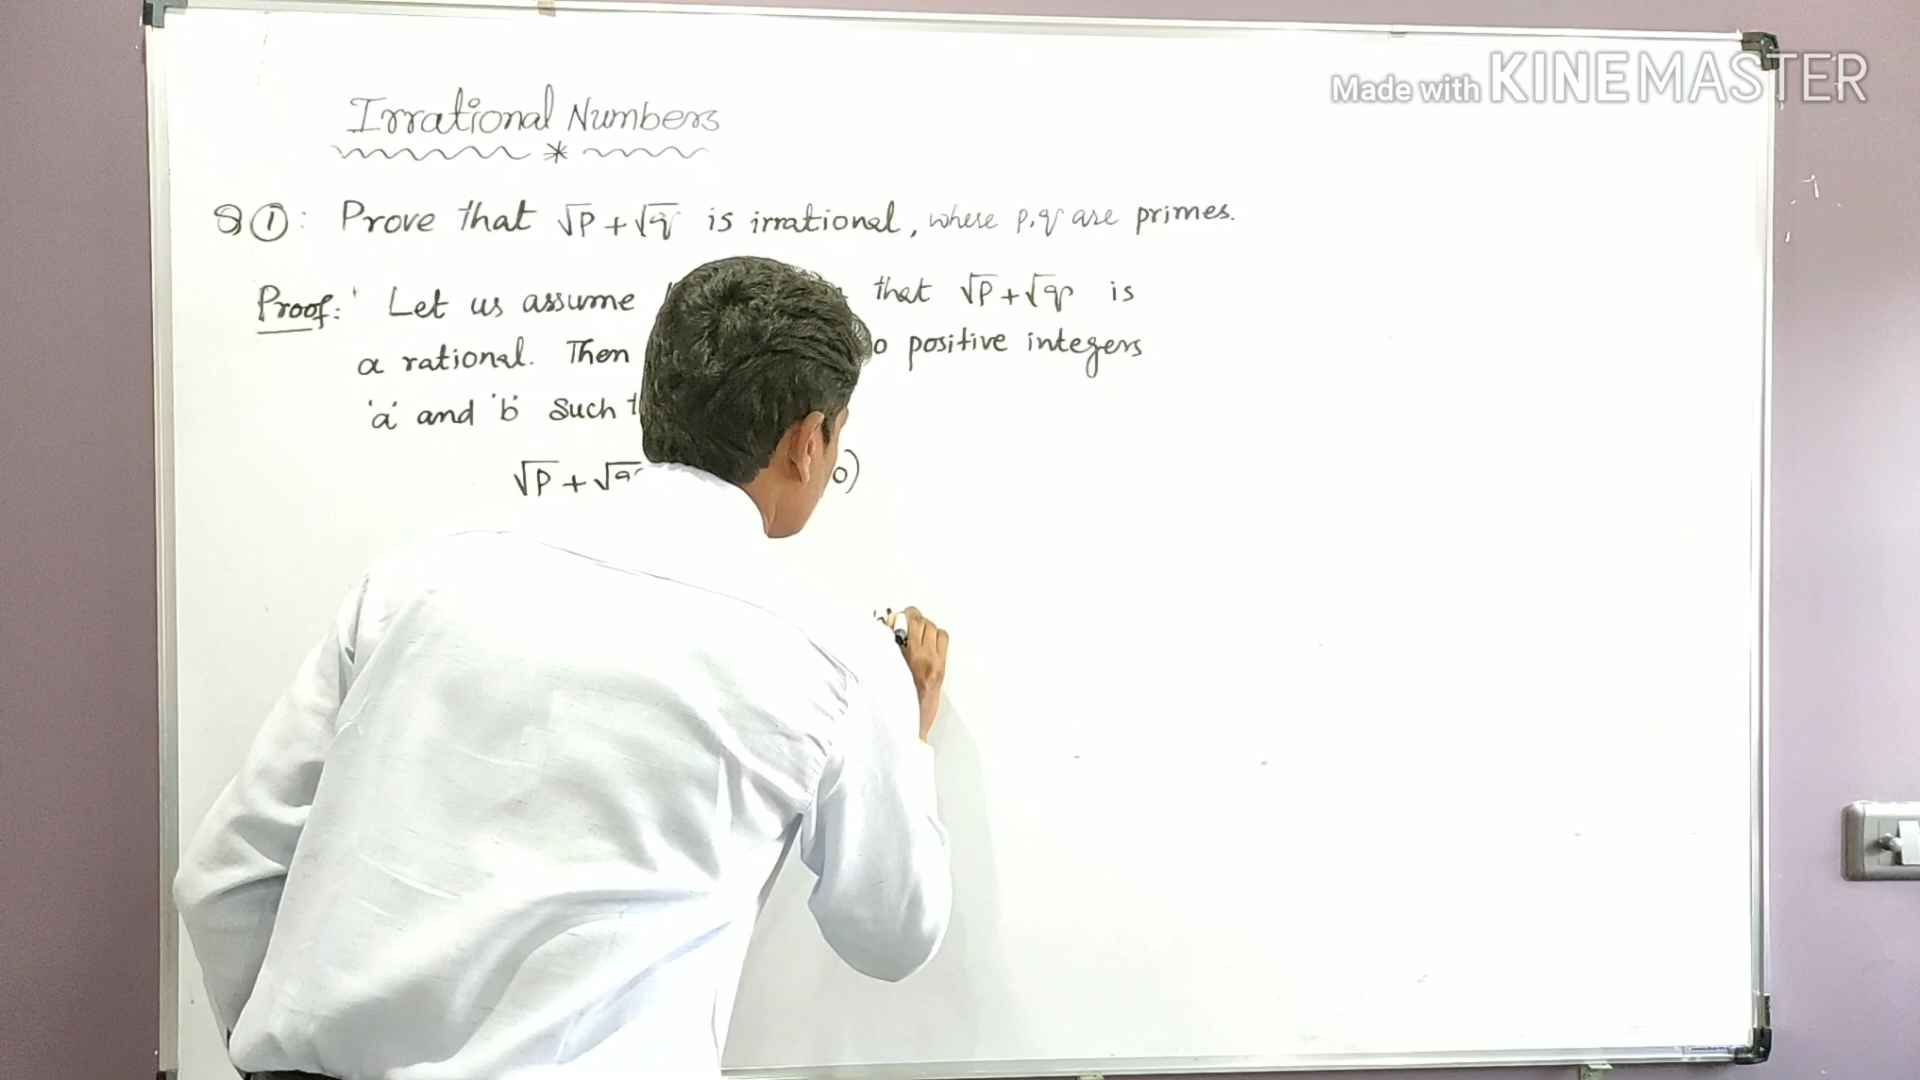 Made with KINEMASTER
Irrational Numbers
Q①: Prove that √p + √q is irrational, where p, q are primes.
Proof: Let us assume that √p + √q is
a rational. Then positive integers
'a' and 'b' Such
√p + √q 0)